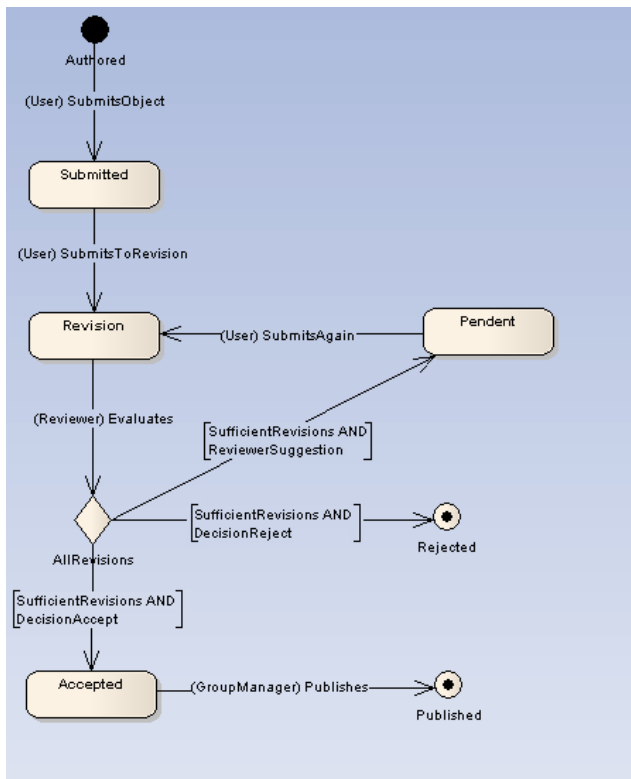 Authored
(User) SubmitsObject
Submitted
(User) SubmitsToRevision
Revision
Pendent
(User) SubmitsAgain
(Reviewer) Evaluates
SufficientRevisions AND
ReviewerSuggestion
SufficientRevisions AND
DecisionReject
Rejected
AllRevisions
SufficientRevisions AND
DecisionAccept
Accepted
(GroupManager) Publishes
Published